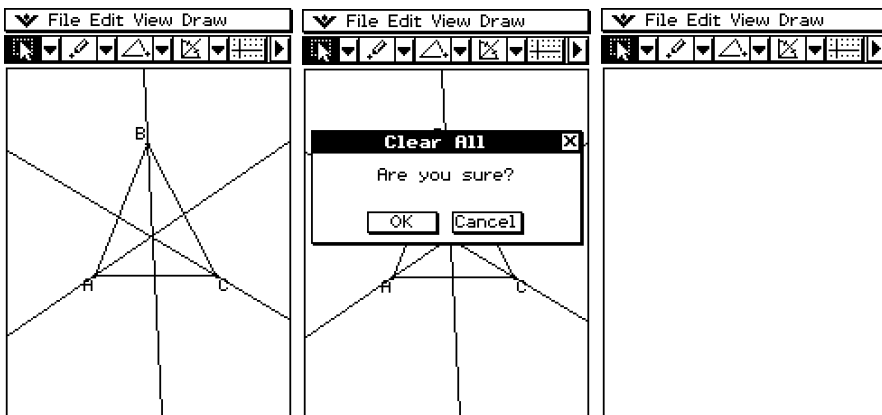 File Edit View Draw
B
A
C
File Edit View Draw
Clear All
Are you sure?
OK Cancel
A
C
File Edit View Draw